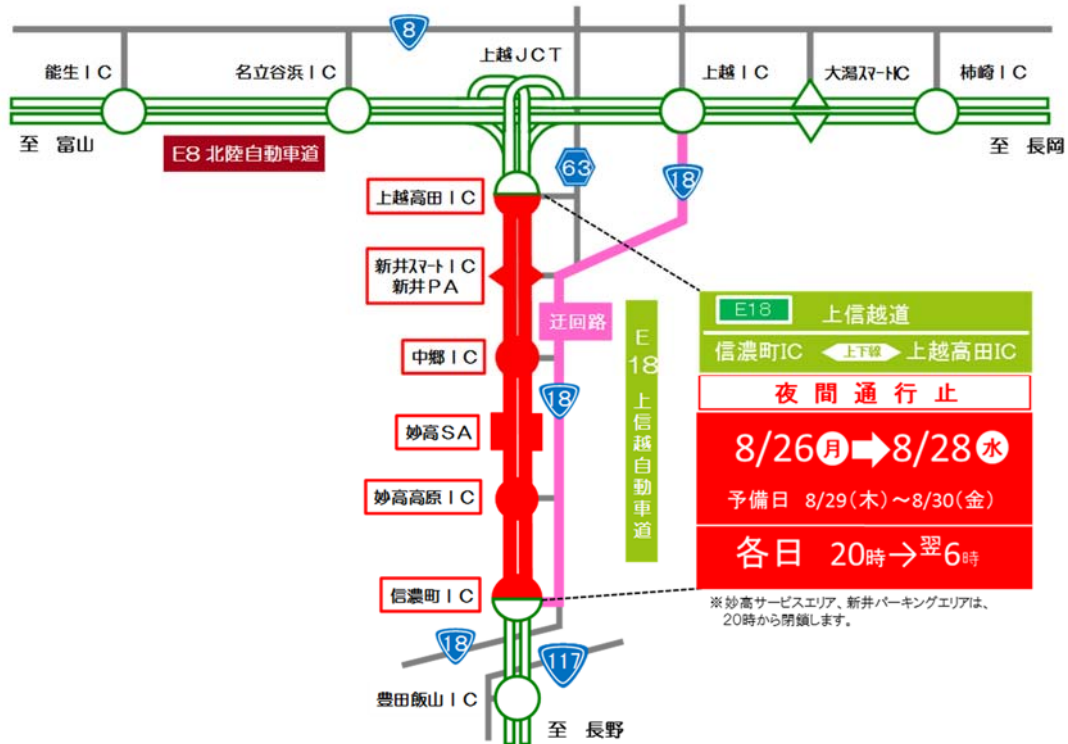 8
上越JCT
能生IC
名立谷浜IC
上越IC
大潟スマートIC
柿崎IC
至 富山
E8 北陸自動車道
至 長岡
63
18
上越高田IC
新井スマートIC
新井PA
迂回路
中郷IC
18
妙高SA
妙高高原IC
信濃町IC
E
18
上信越自動車道
E18 上信越道
信濃町IC 上下線 上越高田IC
夜間通行止
8/26月➡8/28水
予備日 8/29(木)~8/30(金)
各日 20時→翌6時
※妙高サービスエリア、新井パーキングエリアは、
20時から閉鎖します。
18
117
豊田飯山IC
至 長野